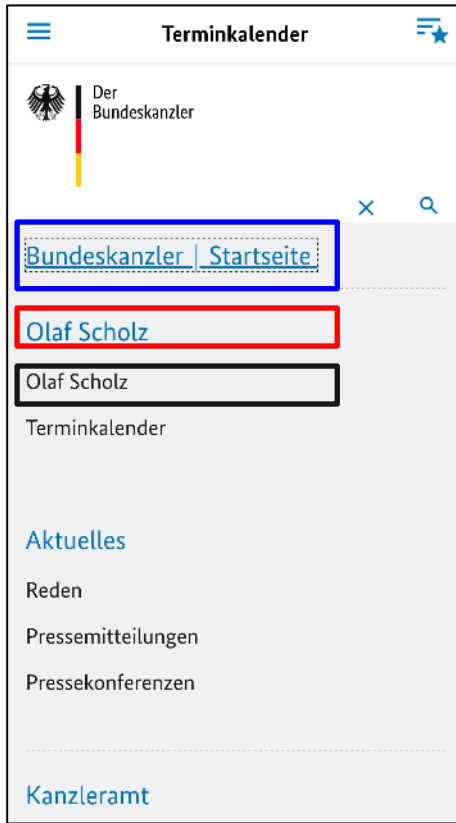 Terminkalender
Der
Bundeskanzler
Bundeskanzler | Startseite
Olaf Scholz
Olaf Scholz
Terminkalender
Aktuelles
Reden
Pressemitteilungen
Pressekonferenzen
Kanzleramt